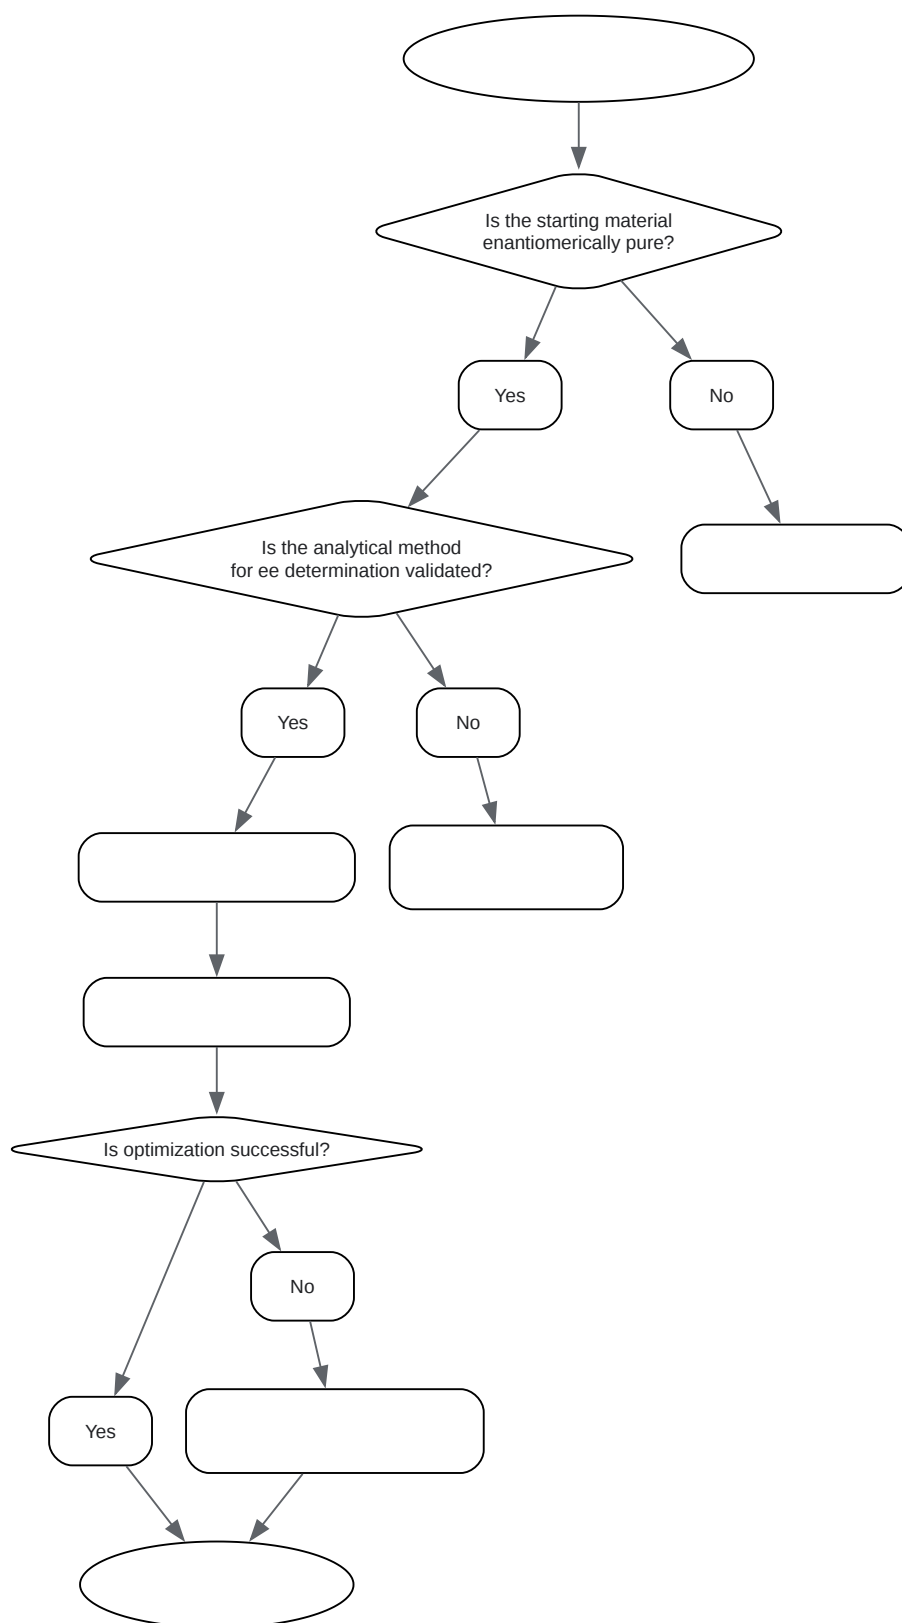 Is the starting material
enantiomerically pure?
Yes
No
Is the analytical method
for ee determination validated?
Yes
No
Is optimization successful?
No
Yes